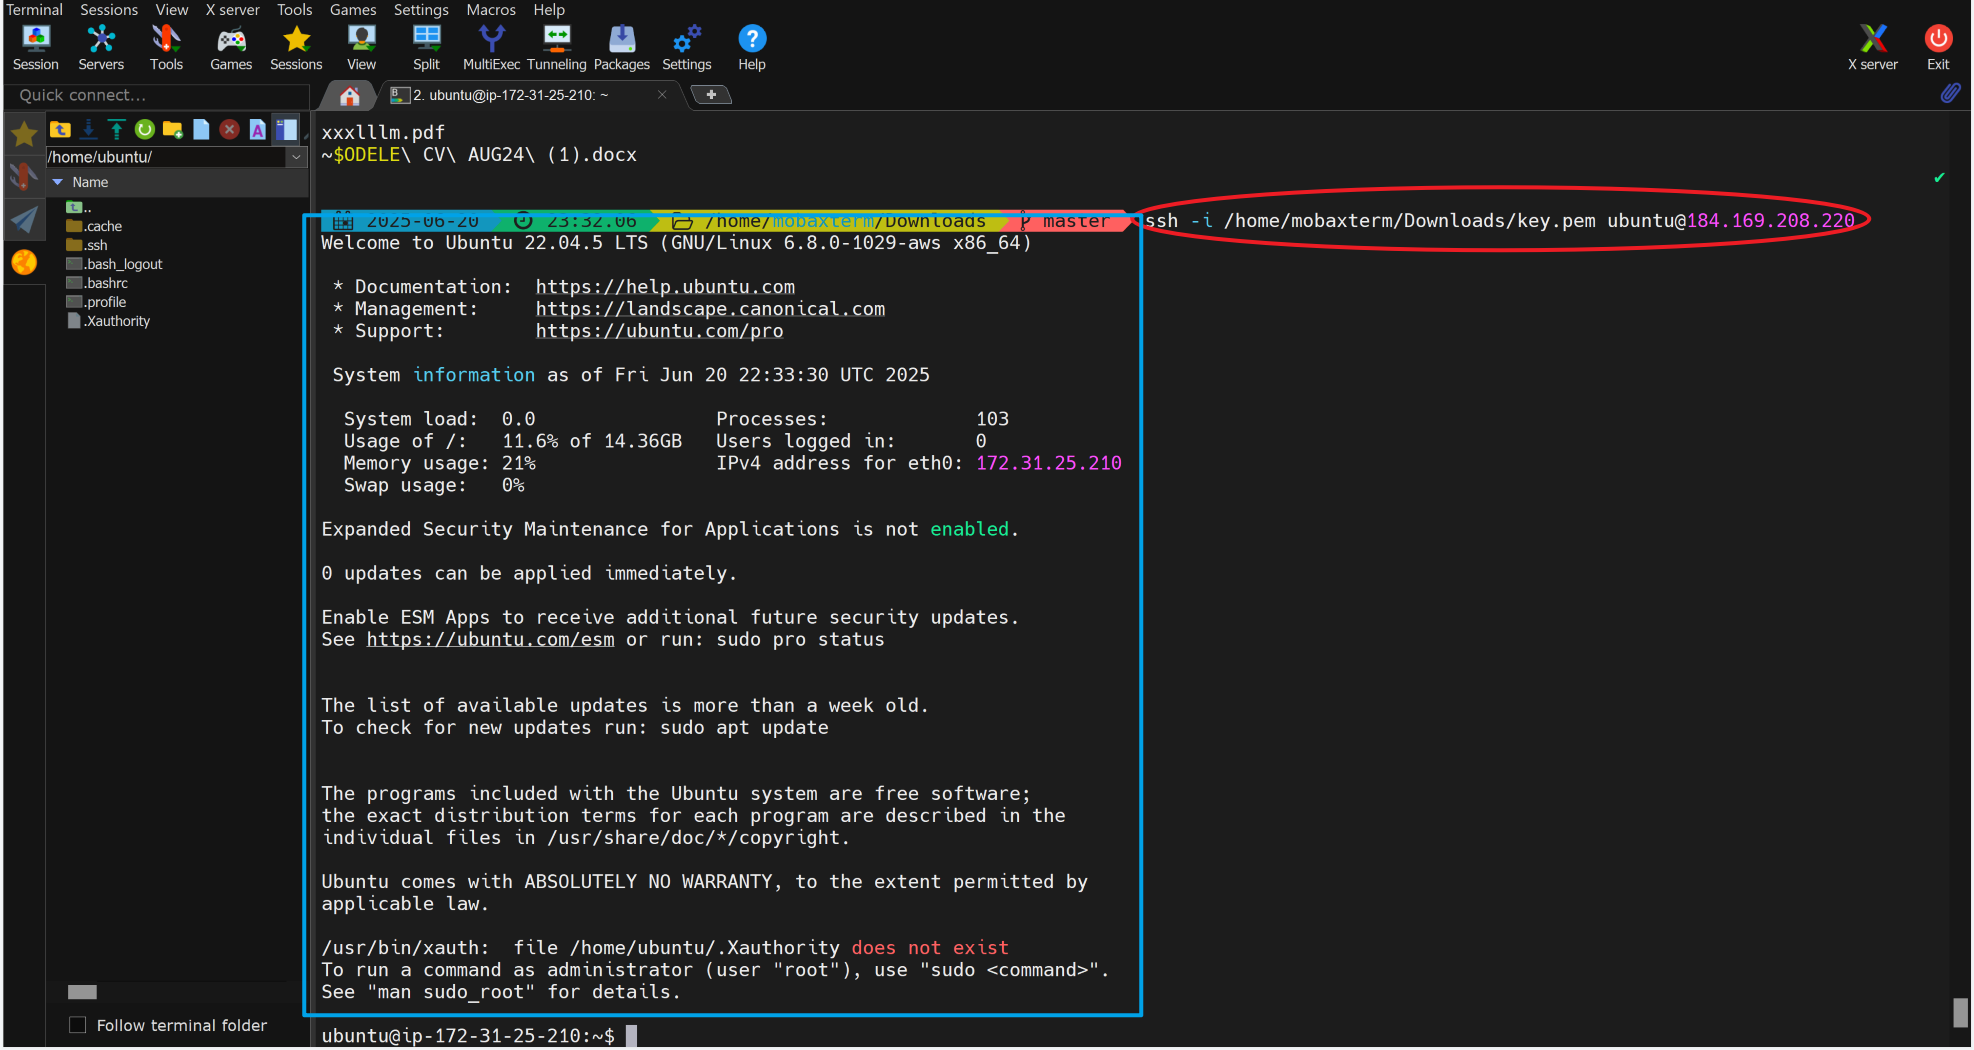 Terminal Sessions View X server Tools Games Settings Macros Help
Session Servers Tools Games Sessions View Split MultiExec Tunneling Packages Settings Help X server Exit
Quick connect...
2. ubuntu@ip-172-31-25-210: ~
/home/ubuntu/
Name
..
.cache
.ssh
.bash_logout
.bashrc
.profile
.Xauthority
Follow terminal folder
xxxlllm.pdf
~$ODELE\ CV\ AUG24\ (1).docx
2025-06-20 23:32.06 /home/mobaxterm/Downloads master ssh -i /home/mobaxterm/Downloads/key.pem ubuntu@184.169.208.220
Welcome to Ubuntu 22.04.5 LTS (GNU/Linux 6.8.0-1029-aws x86_64)
* Documentation: https://help.ubuntu.com
* Management: https://landscape.canonical.com
* Support: https://ubuntu.com/pro
System information as of Fri Jun 20 22:33:30 UTC 2025
System load: 0.0 Processes: 103
Usage of /: 11.6% of 14.36GB Users logged in: 0
Memory usage: 21% IPv4 address for eth0: 172.31.25.210
Swap usage: 0%
Expanded Security Maintenance for Applications is not enabled.
0 updates can be applied immediately.
Enable ESM Apps to receive additional future security updates.
See https://ubuntu.com/esm or run: sudo pro status
The list of available updates is more than a week old.
To check for new updates run: sudo apt update
The programs included with the Ubuntu system are free software;
the exact distribution terms for each program are described in the
individual files in /usr/share/doc/*/copyright.
Ubuntu comes with ABSOLUTELY NO WARRANTY, to the extent permitted by
applicable law.
/usr/bin/xauth: file /home/ubuntu/.Xauthority does not exist
To run a command as administrator (user "root"), use "sudo <command>".
See "man sudo_root" for details.
ubuntu@ip-172-31-25-210:~$